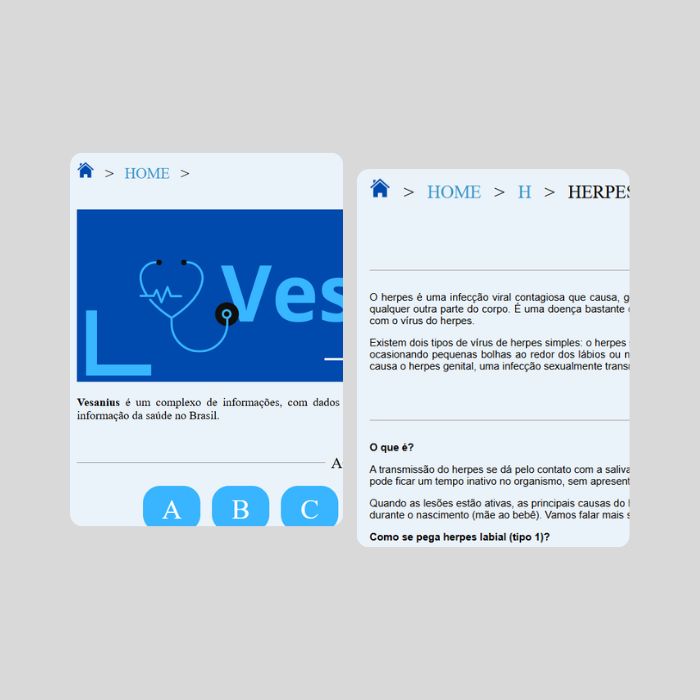 > HOME >
Ves
Vesanius é um complexo de informações, com dados
informação da saúde no Brasil.
A
A B C
> HOME > H > HERPES
O herpes é uma infecção viral contagiosa que causa,
qualquer outra parte do corpo. É uma doença bastante
com o vírus do herpes.
Existem dois tipos de vírus de herpes simples: o herpes
ocasionando pequenas bolhas ao redor dos lábios ou
causa o herpes genital, uma infecção sexualmente
O que é?
A transmissão do herpes se dá pelo contato com a saliva
pode ficar um tempo inativo no organismo, sem
Quando as lesões estão ativas, as principais causas do
durante o nascimento (mãe ao bebê). Vamos falar mais
Como se pega herpes labial (tipo 1)?